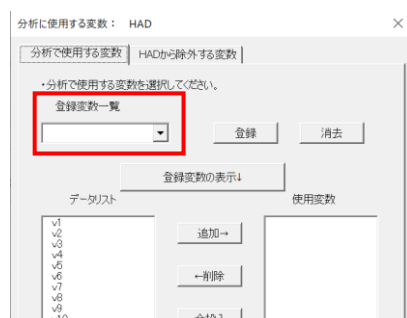 分析に使用する変数： HAD
分析で使用する変数 HADから除外する変数
・分析で使用する変数を選択してください。
登録変数一覧
登録 消去
登録変数の表示↓
データリスト 使用変数
v1
v2
v3
v4
v5
v6
v7
v8
v9
v10
追加→
←削除
全投入